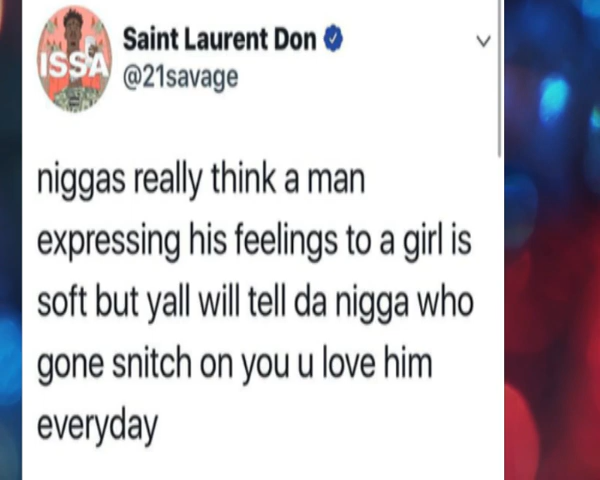 ISSA
Saint Laurent Don
@21savage
niggas really think a man
expressing his feelings to a girl is
soft but yall will tell da nigga who
gone snitch on you u love him
everyday